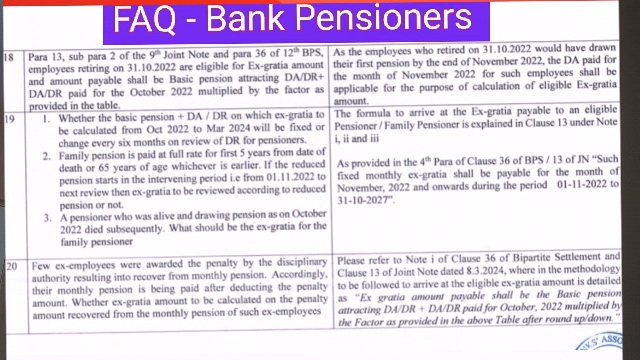 FAQ - Bank Pensioners
18
Para 13, sub para 2 of the 9th Joint Note and para 36 of 12th BPS,
employees retiring on 31.10.2022 are eligible for Ex-gratia amount
and amount payable shall be Basic pension attracting DA/DR+
DA/DR paid for the October 2022 multiplied by the factor as
provided in the table.
As the employees who retired on 31.10.2022 would have drawn
their first pension by the end of November 2022, the DA paid for
the month of November 2022 for such employees shall be
applicable for the purpose of calculation of eligible Ex-gratia
amount.
19
1. Whether the basic pension + DA / DR on which ex-gratia to
be calculated from Oct 2022 to Mar 2024 will be fixed or
change every six months on review of DR for pensioners.
2. Family pension is paid at full rate for first 5 years from date of
death or 65 years of age whichever is earlier. If the reduced
pension starts in the intervening period i.e from 01.11.2022 to
next review then ex-gratia to be reviewed according to reduced
pension or not.
3. A pensioner who was alive and drawing pension as on October
2022 died subsequently. What should be the ex-gratia for the
family pensioner
The formula to arrive at the Ex-gratia payable to an eligible
Pensioner / Family Pensioner is explained in Clause 13 under Note
i, ii and iii
As provided in the 4th Para of Clause 36 of BPS / 13 of JN "Such
fixed monthly ex-gratia shall be payable for the month of
November, 2022 and onwards during the period 01-11-2022 to
31-10-2027".
20
Few ex-employees were awarded the penalty by the disciplinary
authority resulting into recover from monthly pension. Accordingly,
their monthly pension is being paid after deducting the penalty
amount. Whether ex-gratia amount to be calculated on the penalty
amount recovered from the monthly pension of such ex-employees
Please refer to Note i of Clause 36 of Bipartite Settlement and
Clause 13 of Joint Note dated 8.3.2024, where in the methodology
to be followed to arrive at the eligible ex-gratia amount is detailed
as "Ex gratia amount payable shall be the Basic pension
attracting DA/DR + DA/DR paid for October, 2022 multiplied by
the Factor as provided in the above Table after round up/down."
KS' ASSO